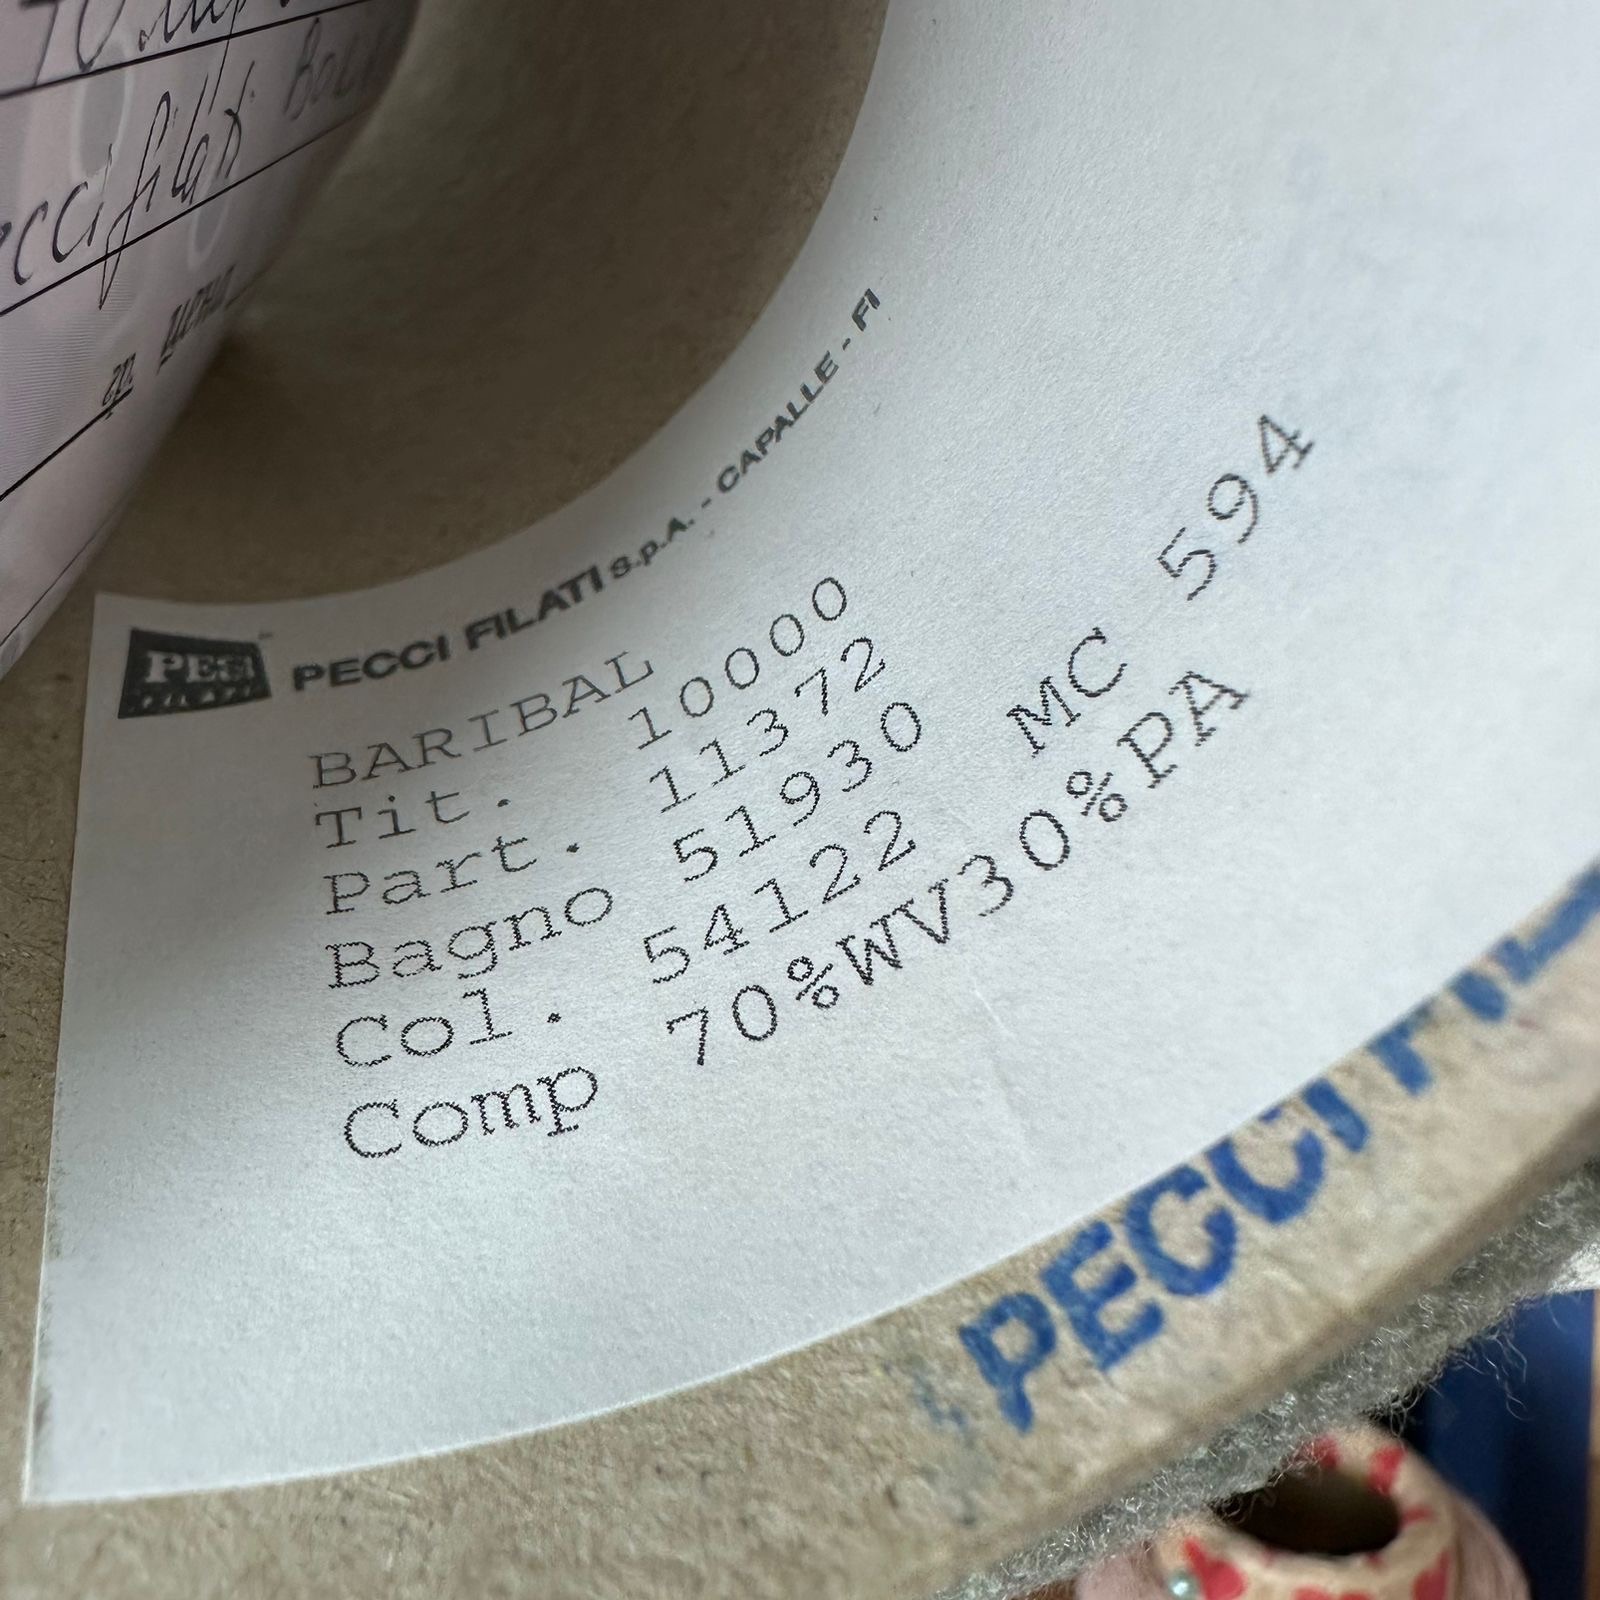 PECCI FILATI S.p.A. - CAPALLE - FI
BARIBAL
Tit. 10000
Part. 11372
Bagno 51930 MC 594
Col. 54122
Comp 70%WV30%PA
PECCI